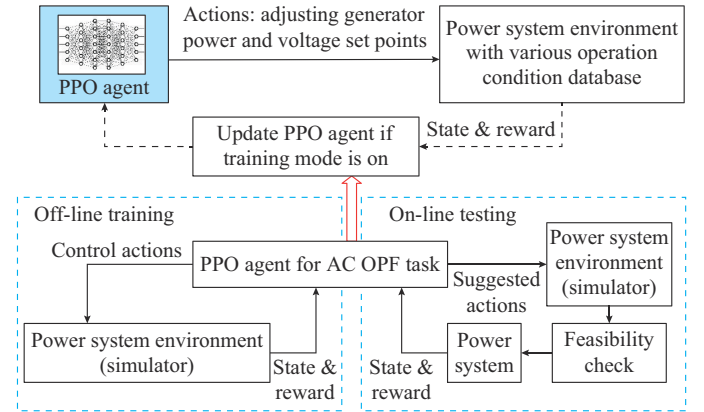 PPO agent
Actions: adjusting generator
power and voltage set points
Power system environment
with various operation
condition database
Update PPO agent if
training mode is on
State & reward
Off-line training
On-line testing
Control actions
PPO agent for AC OPF task
Suggested
actions
Power system
environment
(simulator)
Power system environment
(simulator)
State &
reward
State &
reward
Power
system
Feasibility
check